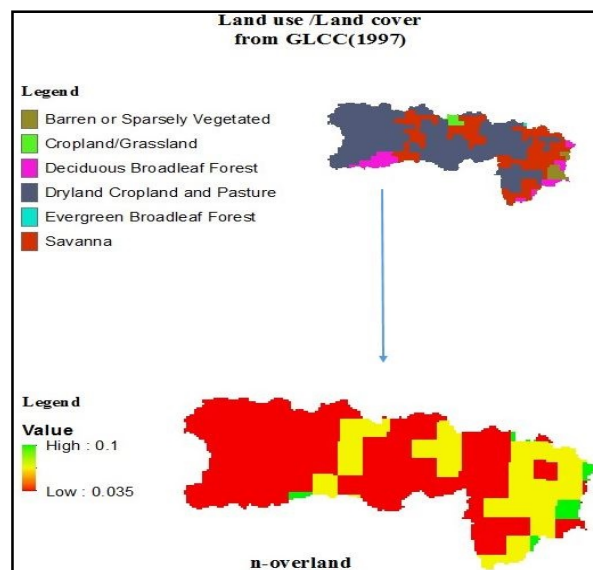 Land use /Land cover
from GLCC(1997)
Legend
Barren or Sparsely Vegetated
Cropland/Grassland
Deciduous Broadleaf Forest
Dryland Cropland and Pasture
Evergreen Broadleaf Forest
Savanna
Legend
Value
High : 0.1
Low : 0.035
n-overland